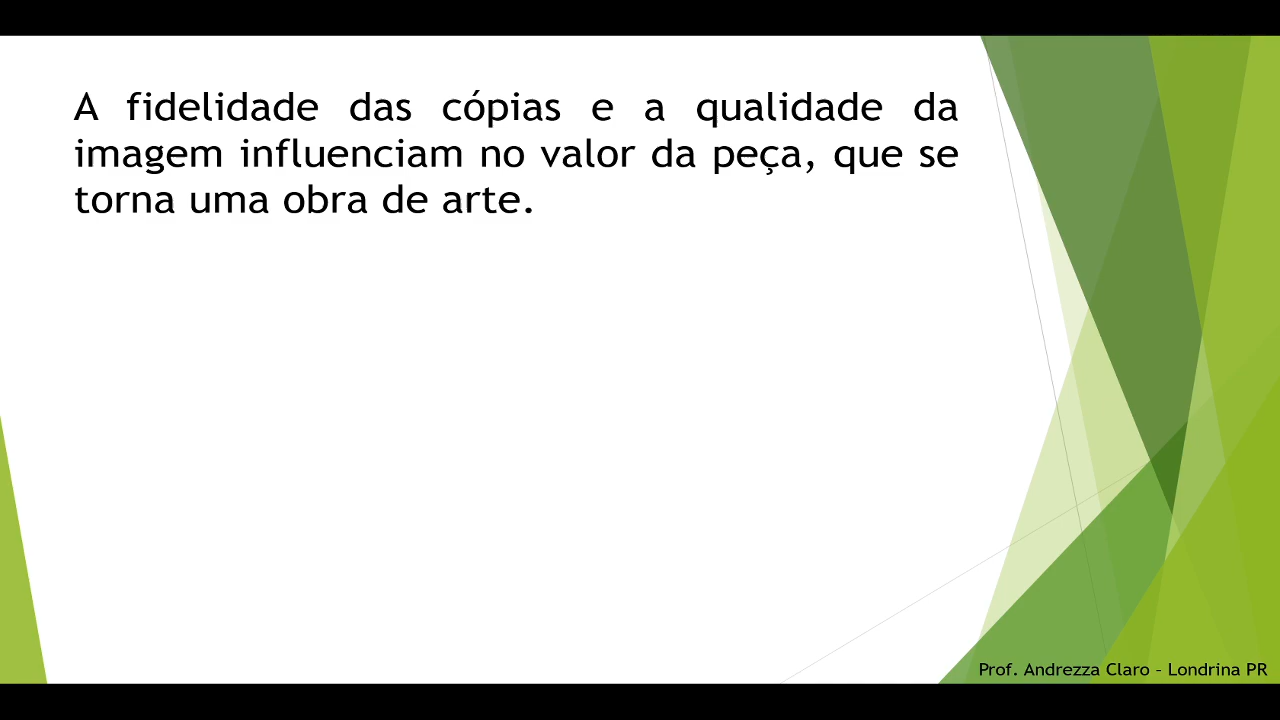 A fidelidade das cópias e a qualidade da
imagem influenciam no valor da peça, que se
torna uma obra de arte.
Prof. Andrezza Claro – Londrina PR